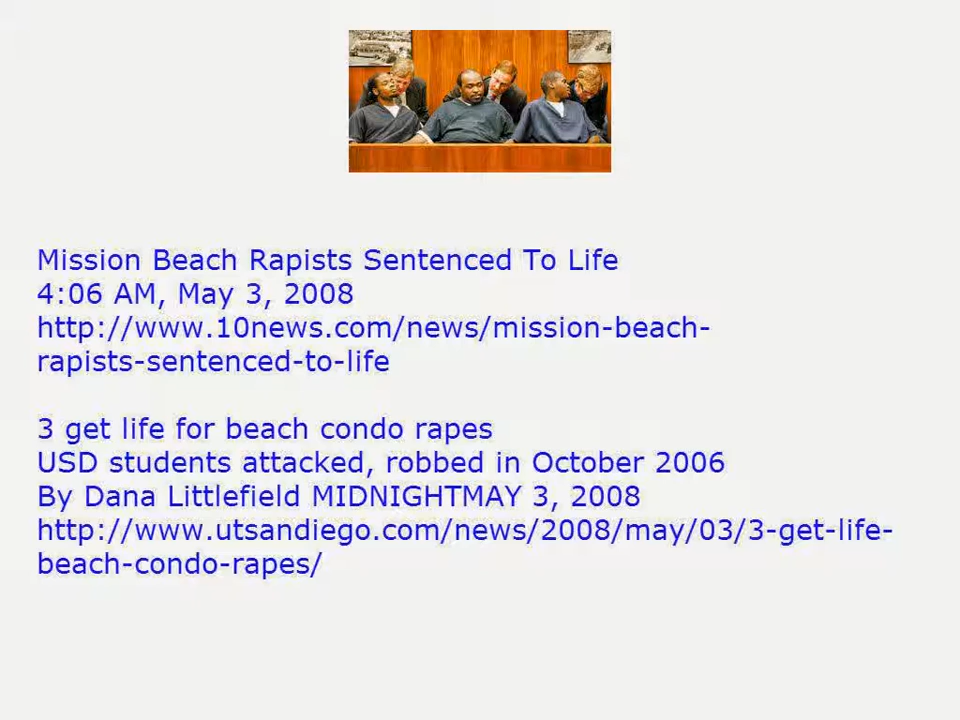 Mission Beach Rapists Sentenced To Life
4:06 AM, May 3, 2008
http://www.10news.com/news/mission-beach-
rapists-sentenced-to-life
3 get life for beach condo rapes
USD students attacked, robbed in October 2006
By Dana Littlefield MIDNIGHTMAY 3, 2008
http://www.utsandiego.com/news/2008/may/03/3-get-life-
beach-condo-rapes/